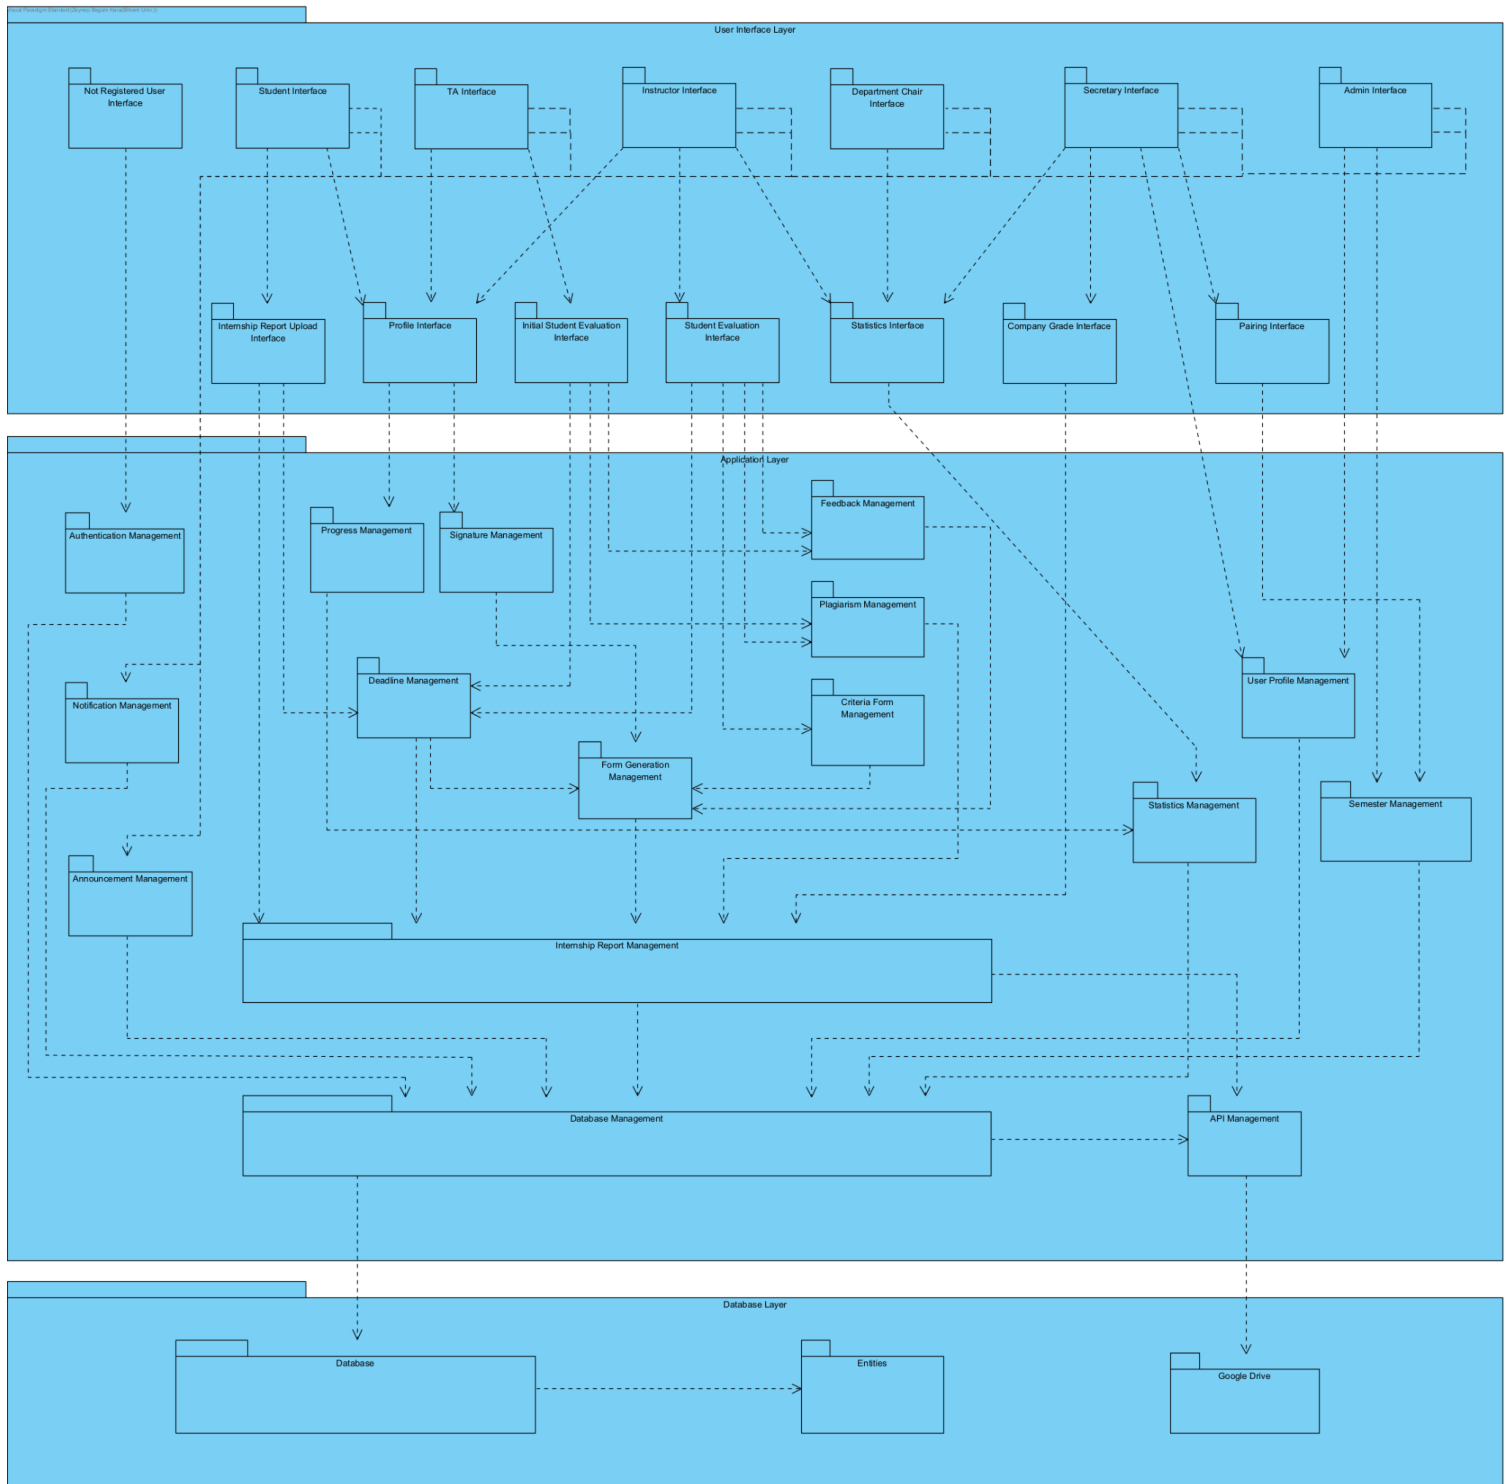 User Interface Layer
Not Registered User
Interface
Student Interface
TA Interface
Instructor Interface
Department Chair
Interface
Secretary Interface
Admin Interface
Internship Report Upload
Interface
Profile Interface
Initial Student Evaluation
Interface
Student Evaluation
Interface
Statistics Interface
Company Grade Interface
Pairing Interface
Application Layer
Authentication Management
Progress Management
Signature Management
Feedback Management
Plagiarism Management
Notification Management
Deadline Management
Criteria Form
Management
User Profile Management
Form Generation
Management
Statistics Management
Semester Management
Announcement Management
Internship Report Management
Database Management
API Management
Database Layer
Database
Entities
Google Drive